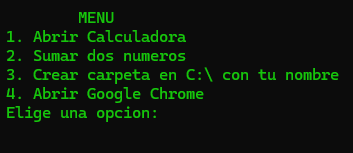 MENU
1. Abrir Calculadora
2. Sumar dos numeros
3. Crear carpeta en C:\ con tu nombre
4. Abrir Google Chrome
Elige una opcion: